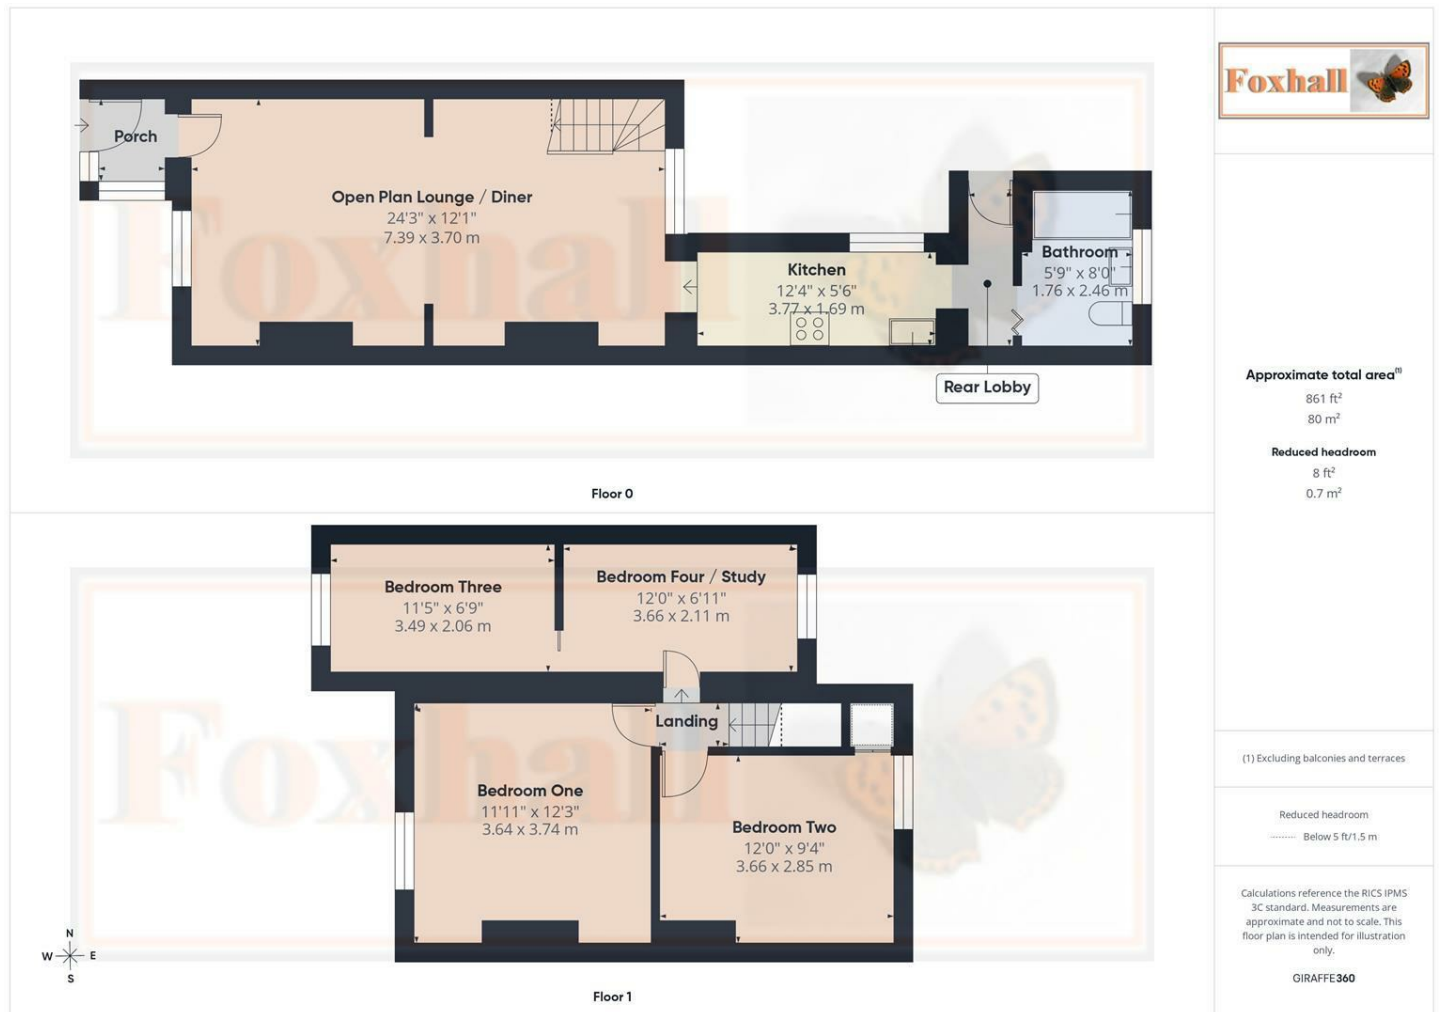 Porch
Open Plan Lounge / Diner
24'3" x 12'1"
7.39 x 3.70 m
Kitchen
12'4" x 5'6"
3.77 x 1.69 m
Bathroom
5'9" x 8'0"
1.76 x 2.46 m
Rear Lobby
Foxhall
Floor 0
Bedroom Three
11'5" x 6'9"
3.49 x 2.06 m
Bedroom Four / Study
12'0" x 6'11"
3.66 x 2.11 m
Landing
Bedroom One
11'11" x 12'3"
3.64 x 3.74 m
Bedroom Two
12'0" x 9'4"
3.66 x 2.85 m
Foxhall
N
W E
S
Floor 1
Foxhall
Approximate total area(1)
861 ft²
80 m²
Reduced headroom
8 ft²
0.7 m²
(1) Excluding balconies and terraces
Reduced headroom
Below 5 ft/1.5 m
Calculations reference the RICS IPMS
3C standard. Measurements are
approximate and not to scale. This
floor plan is intended for illustration
only.
GIRAFFE360